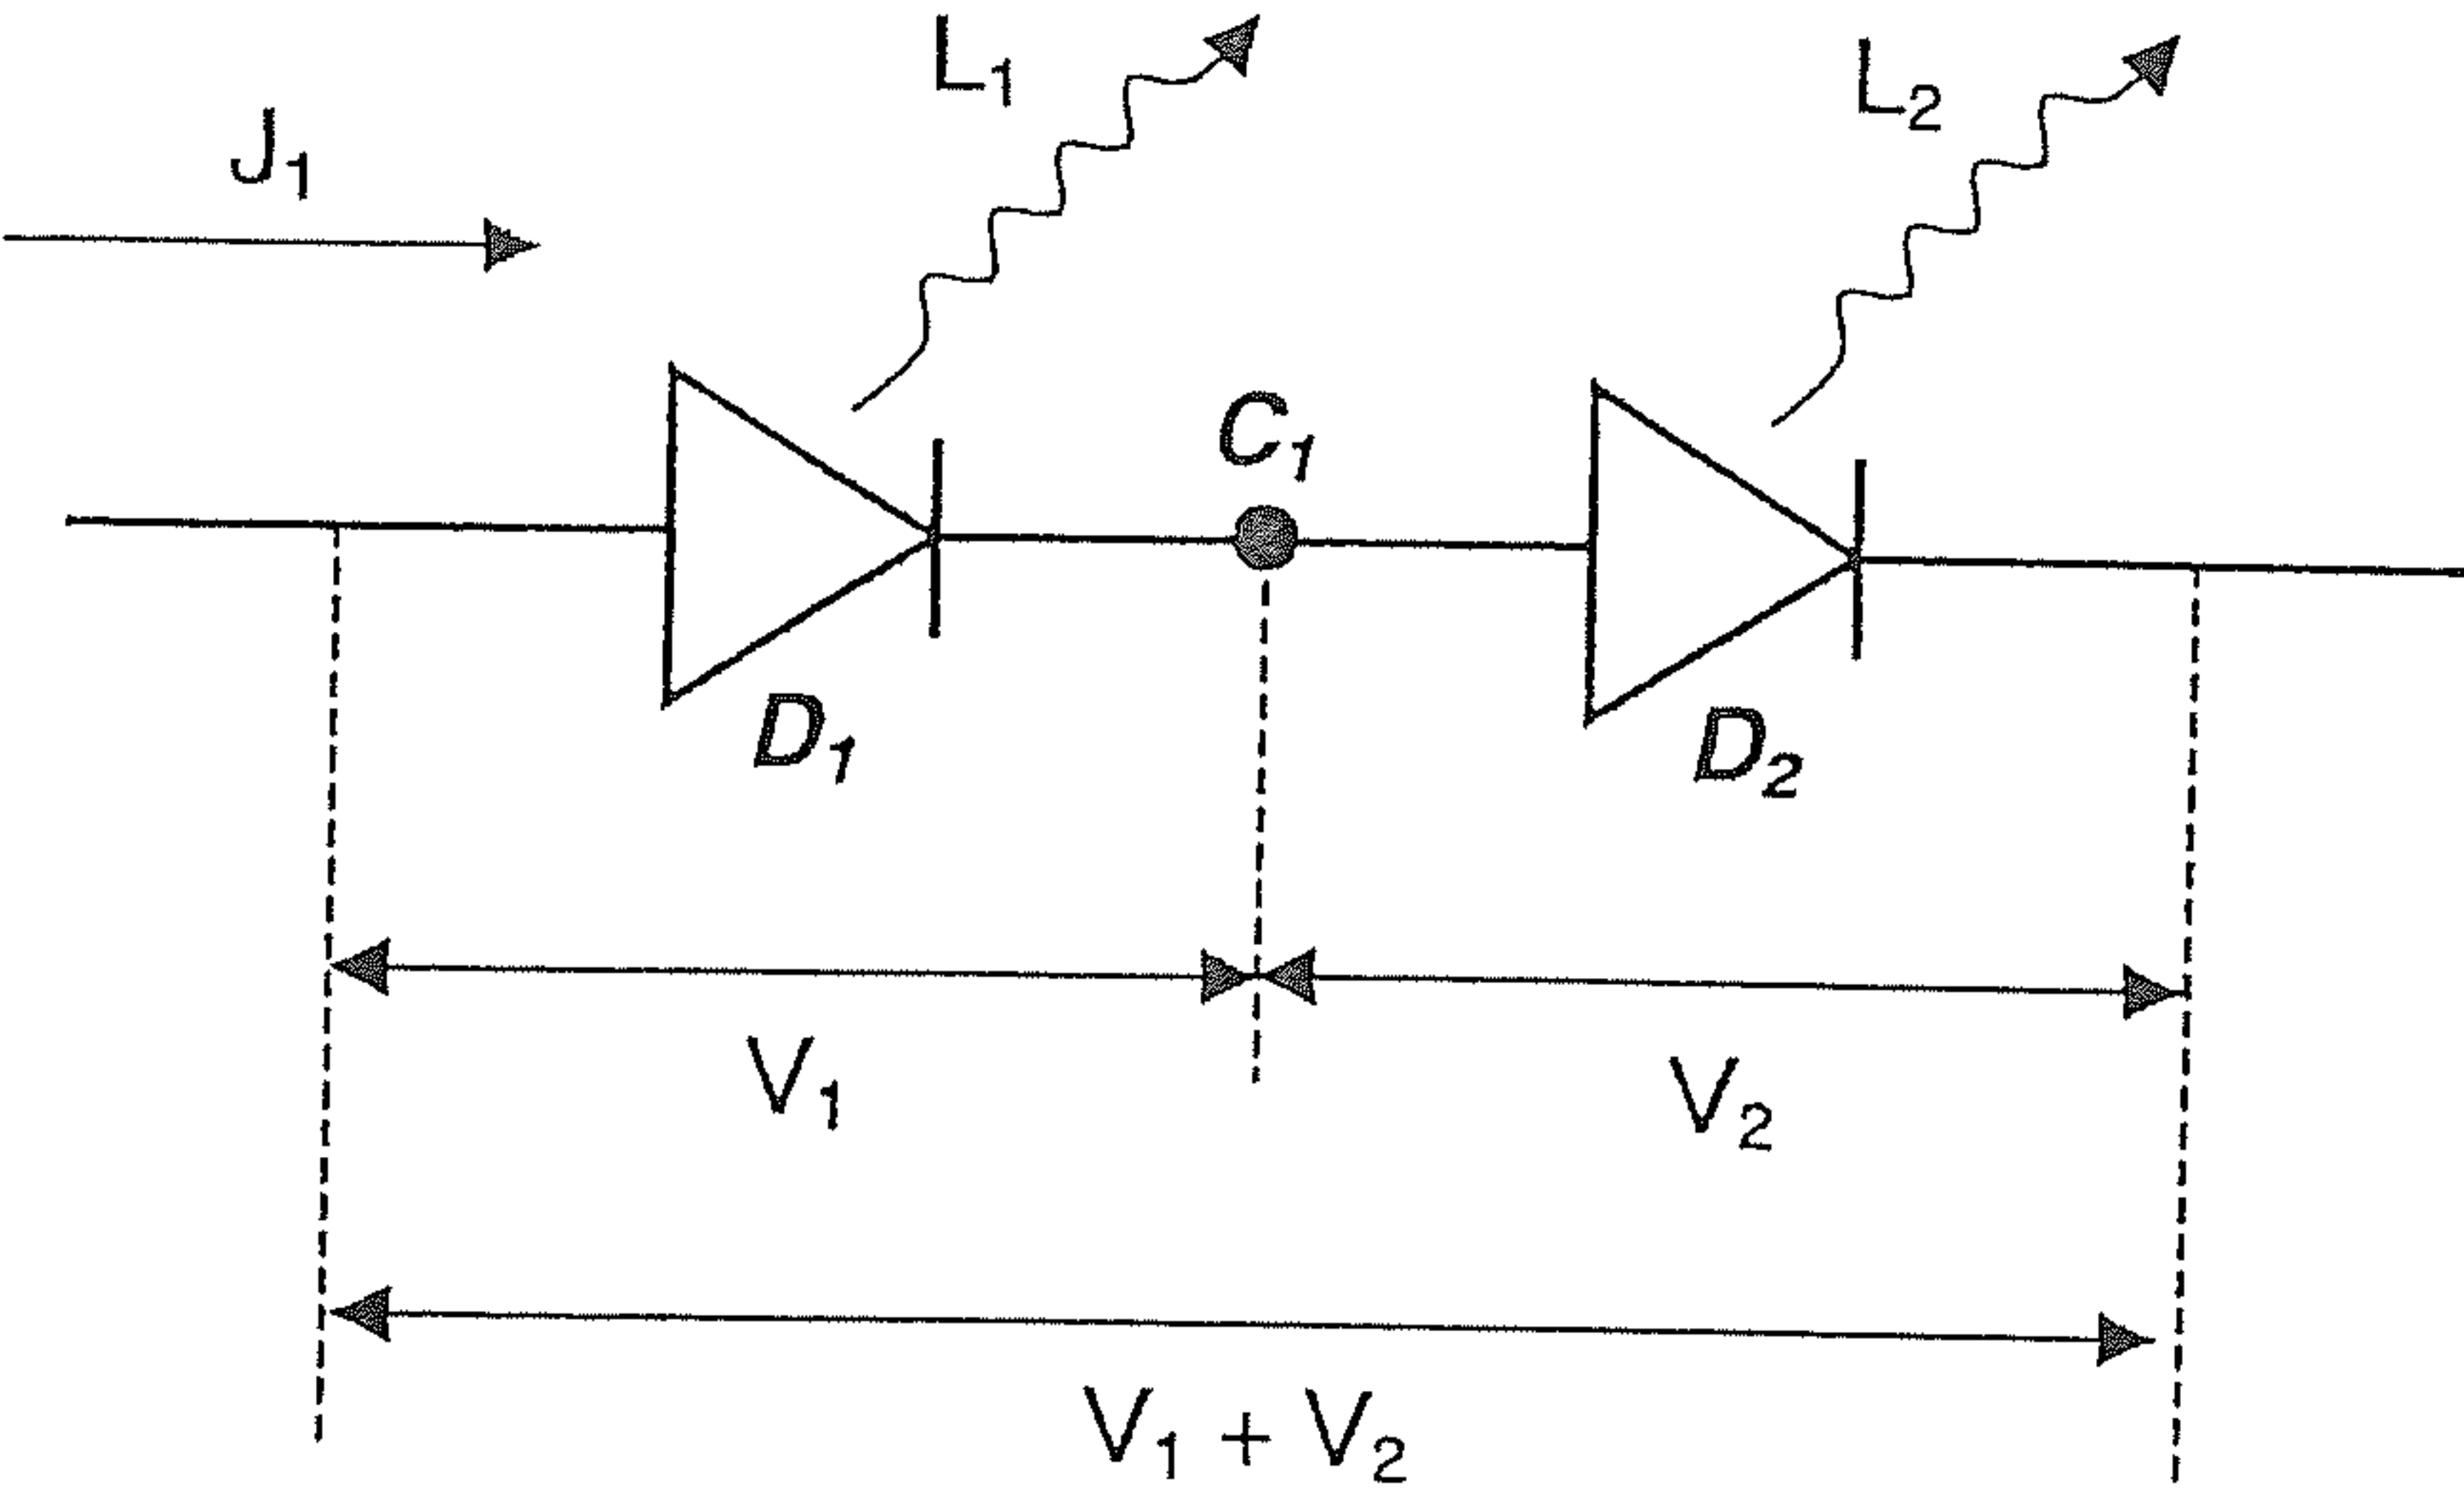 L₁
L₂
J₁
C₁
D₁
D₂
V₁
V₂
V₁ + V₂